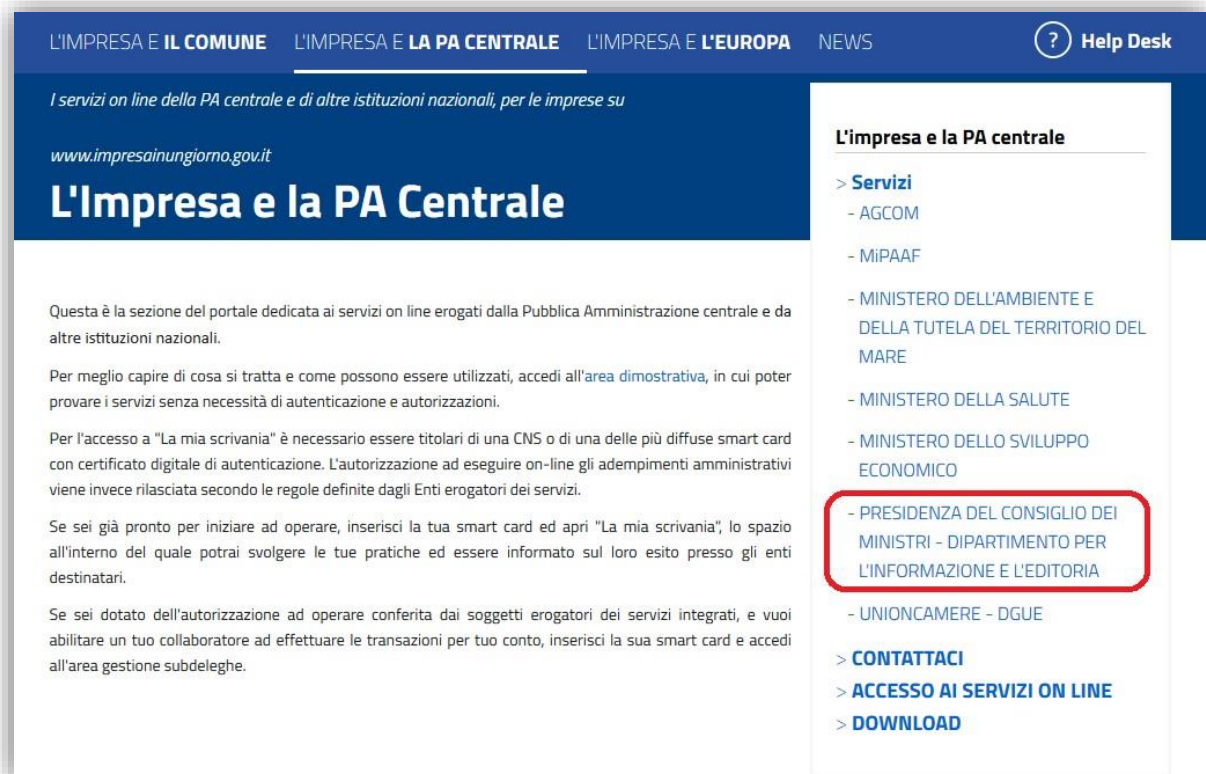 L'IMPRESA E IL COMUNE L'IMPRESA E LA PA CENTRALE L'IMPRESA E L'EUROPA NEWS ? Help Desk
I servizi on line della PA centrale e di altre istituzioni nazionali, per le imprese su
www.impresainungiorno.gov.it
L'Impresa e la PA Centrale
Questa è la sezione del portale dedicata ai servizi on line erogati dalla Pubblica Amministrazione centrale e da
altre istituzioni nazionali.
Per meglio capire di cosa si tratta e come possono essere utilizzati, accedi all'area dimostrativa, in cui poter
provare i servizi senza necessità di autenticazione e autorizzazioni.
Per l'accesso a "La mia scrivania" è necessario essere titolari di una CNS o di una delle più diffuse smart card
con certificato digitale di autenticazione. L'autorizzazione ad eseguire on-line gli adempimenti amministrativi
viene invece rilasciata secondo le regole definite dagli Enti erogatori dei servizi.
Se sei già pronto per iniziare ad operare, inserisci la tua smart card ed apri "La mia scrivania", lo spazio
all'interno del quale potrai svolgere le tue pratiche ed essere informato sul loro esito presso gli enti
destinatari.
Se sei dotato dell'autorizzazione ad operare conferita dai soggetti erogatori dei servizi integrati, e vuoi
abilitare un tuo collaboratore ad effettuare le transazioni per tuo conto, inserisci la sua smart card e accedi
all'area gestione subdeleghe.
L'impresa e la PA centrale
> Servizi
- AGCOM
- MiPAAF
- MINISTERO DELL'AMBIENTE E
DELLA TUTELA DEL TERRITORIO DEL
MARE
- MINISTERO DELLA SALUTE
- MINISTERO DELLO SVILUPPO
ECONOMICO
- PRESIDENZA DEL CONSIGLIO DEI
MINISTRI - DIPARTIMENTO PER
L'INFORMAZIONE E L'EDITORIA
- UNIONCAMERE - DGUE
> CONTATTACI
> ACCESSO AI SERVIZI ON LINE
> DOWNLOAD